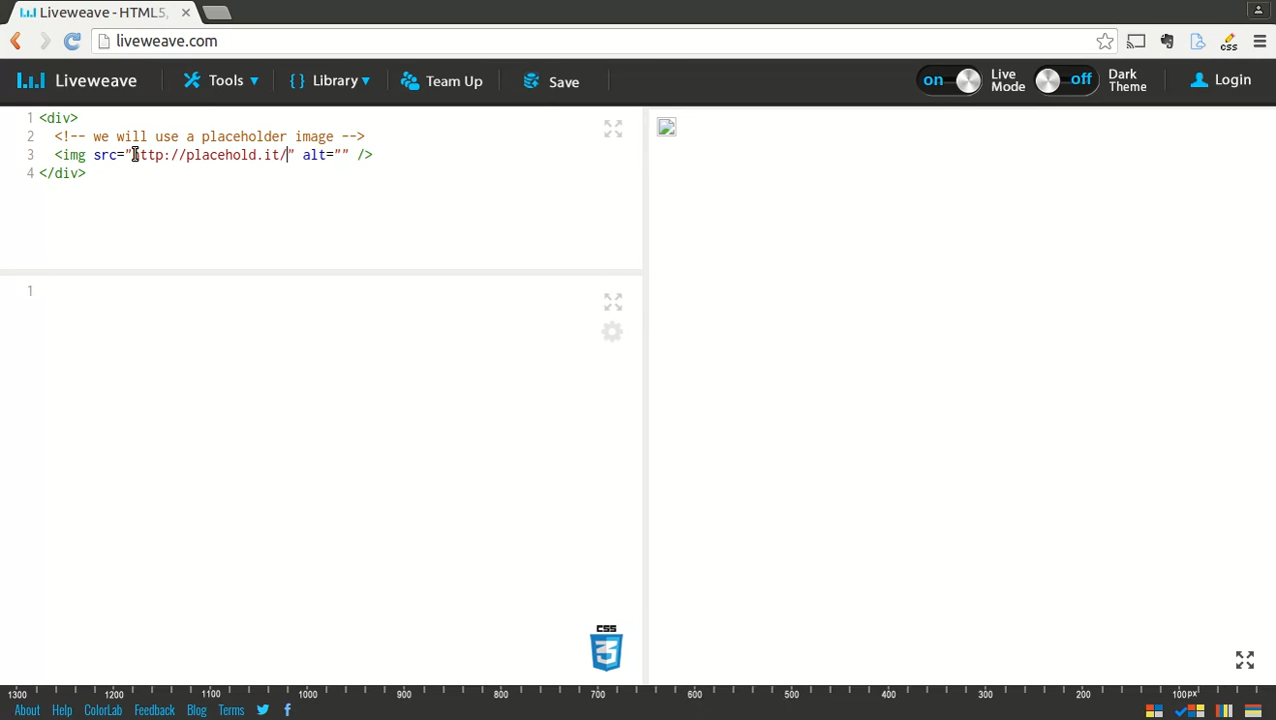 Liveweave - HTML5,
liveweave.com
css
Liveweave
Tools
{ } Library
Team Up
Save
on
Live Mode
off
Dark Theme
Login
1 <div>
2 <!-- we will use a placeholder image -->
3 <img src="http://placehold.it/" alt="" />
4 </div>
1
CSS
3
1300 1200 1100 1000 900 800 700 600 500 400 300 200 100px
About Help ColorLab Feedback Blog Terms